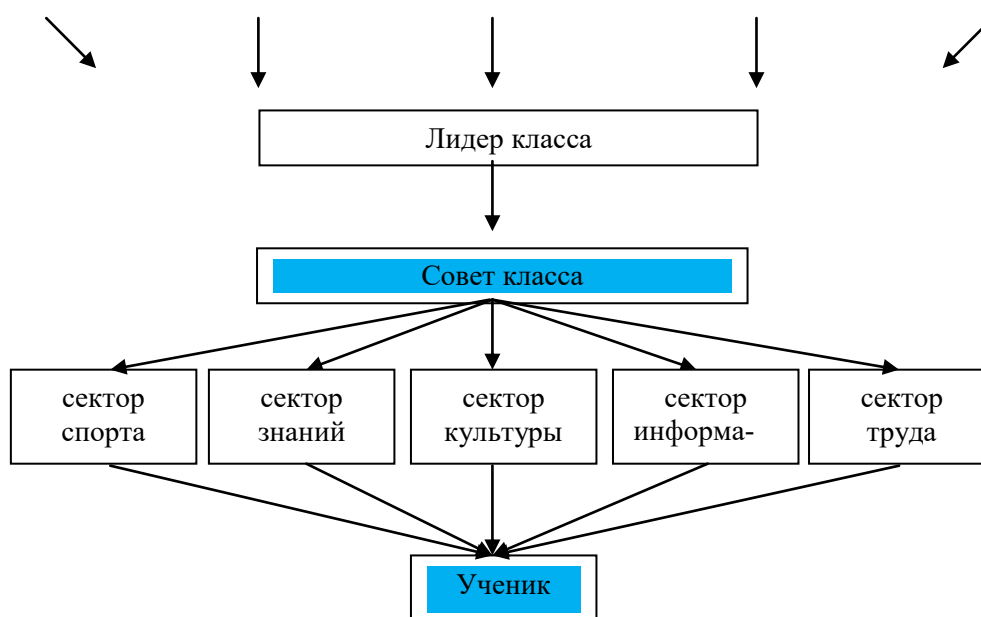 Лидер класса
Совет класса
сектор
спорта
сектор
знаний
сектор
культуры
сектор
информа-
сектор
труда
Ученик